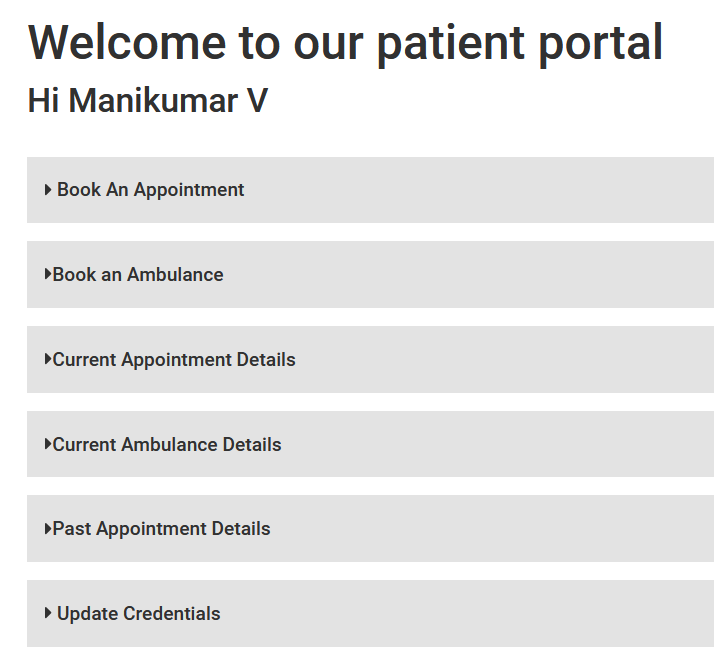 Welcome to our patient portal
Hi Manikumar V
Book An Appointment
Book an Ambulance
Current Appointment Details
Current Ambulance Details
Past Appointment Details
Update Credentials